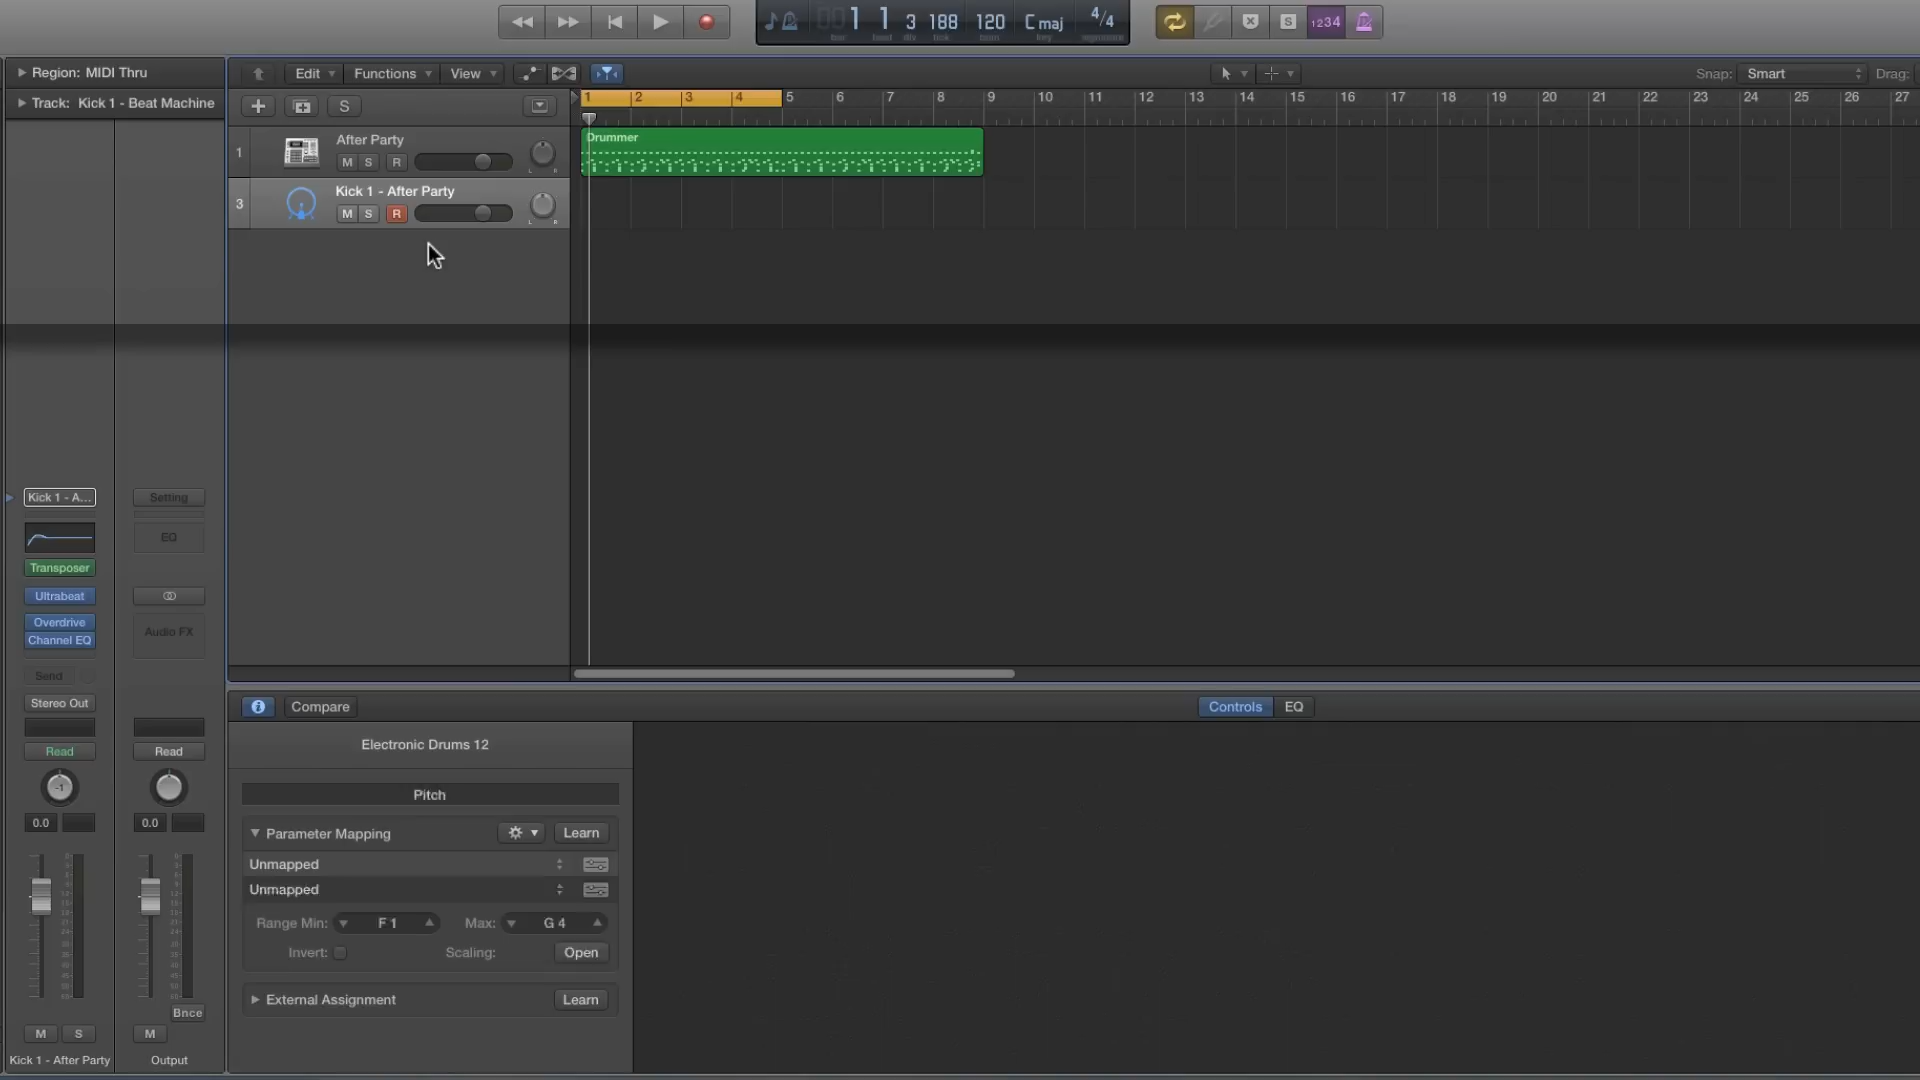 00 1 1 3 188 120 C maj 4/4
bar beat div tick
key
S 1234
Region: MIDI Thru
Edit Functions View
Snap: Smart Drag:
Track: Kick 1 - Beat Machine
S
1 2 3 4 5 6 7 8 9 10 11 12 13 14 15 16 17 18 19 20 21 22 23 24 25 26 27
1 After Party
M S R
L R
Drummer
3 Kick 1 - After Party
M S R
L R
Kick 1 - A... Setting
EQ
Transposer
Ultrabeat
Overdrive
Channel EQ Audio FX
Send
Stereo Out
Read Read
-1
0.0 0.0
Bnce
M S M
Kick 1 - After Party Output
Compare
Controls EQ
Electronic Drums 12
Pitch
Parameter Mapping Learn
Unmapped
Unmapped
Range Min: F 1 Max: G 4
Invert: Scaling: Open
External Assignment Learn